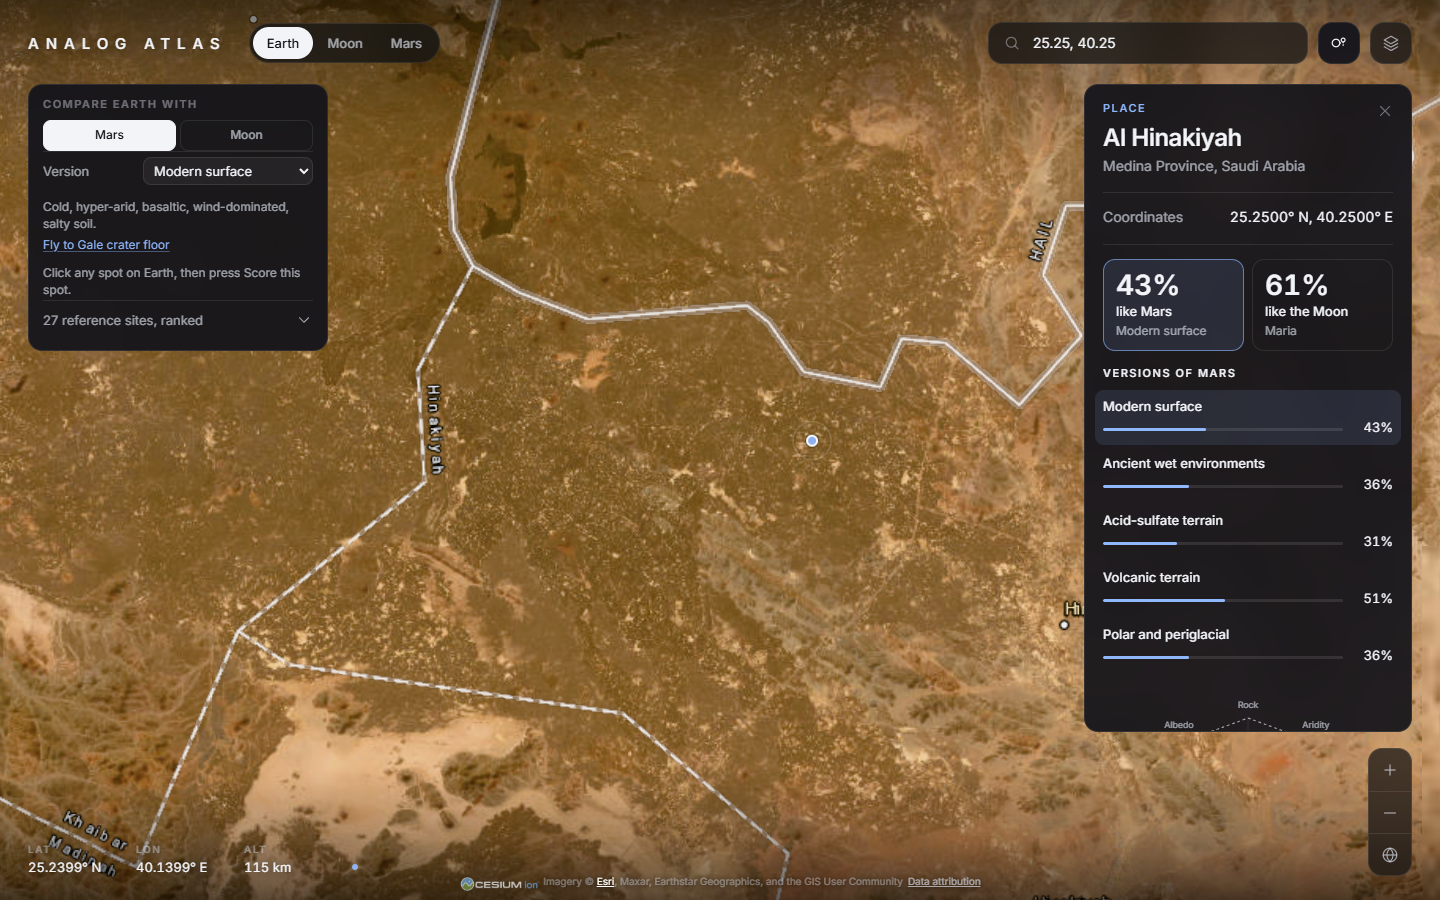 ANALOG ATLAS
Earth
Moon
Mars
25.25, 40.25
COMPARE EARTH WITH
Mars
Moon
Version
Modern surface
Cold, hyper-arid, basaltic, wind-dominated,
salty soil.
Fly to Gale crater floor
Click any spot on Earth, then press Score this
spot.
27 reference sites, ranked
PLACE
Al Hinakiyah
Medina Province, Saudi Arabia
Coordinates
25.2500° N, 40.2500° E
43%
like Mars
Modern surface
61%
like the Moon
Maria
VERSIONS OF MARS
Modern surface
43%
Ancient wet environments
36%
Acid-sulfate terrain
31%
Volcanic terrain
51%
Polar and periglacial
36%
Rock
Albedo
Aridity
HAIL
Hinakiyah
Khaibar
Madinah
LAT
25.2399° N
LON
40.1399° E
ALT
115 km
CESIUM ion
Imagery © Esri, Maxar, Earthstar Geographics, and the GIS User Community Data attribution